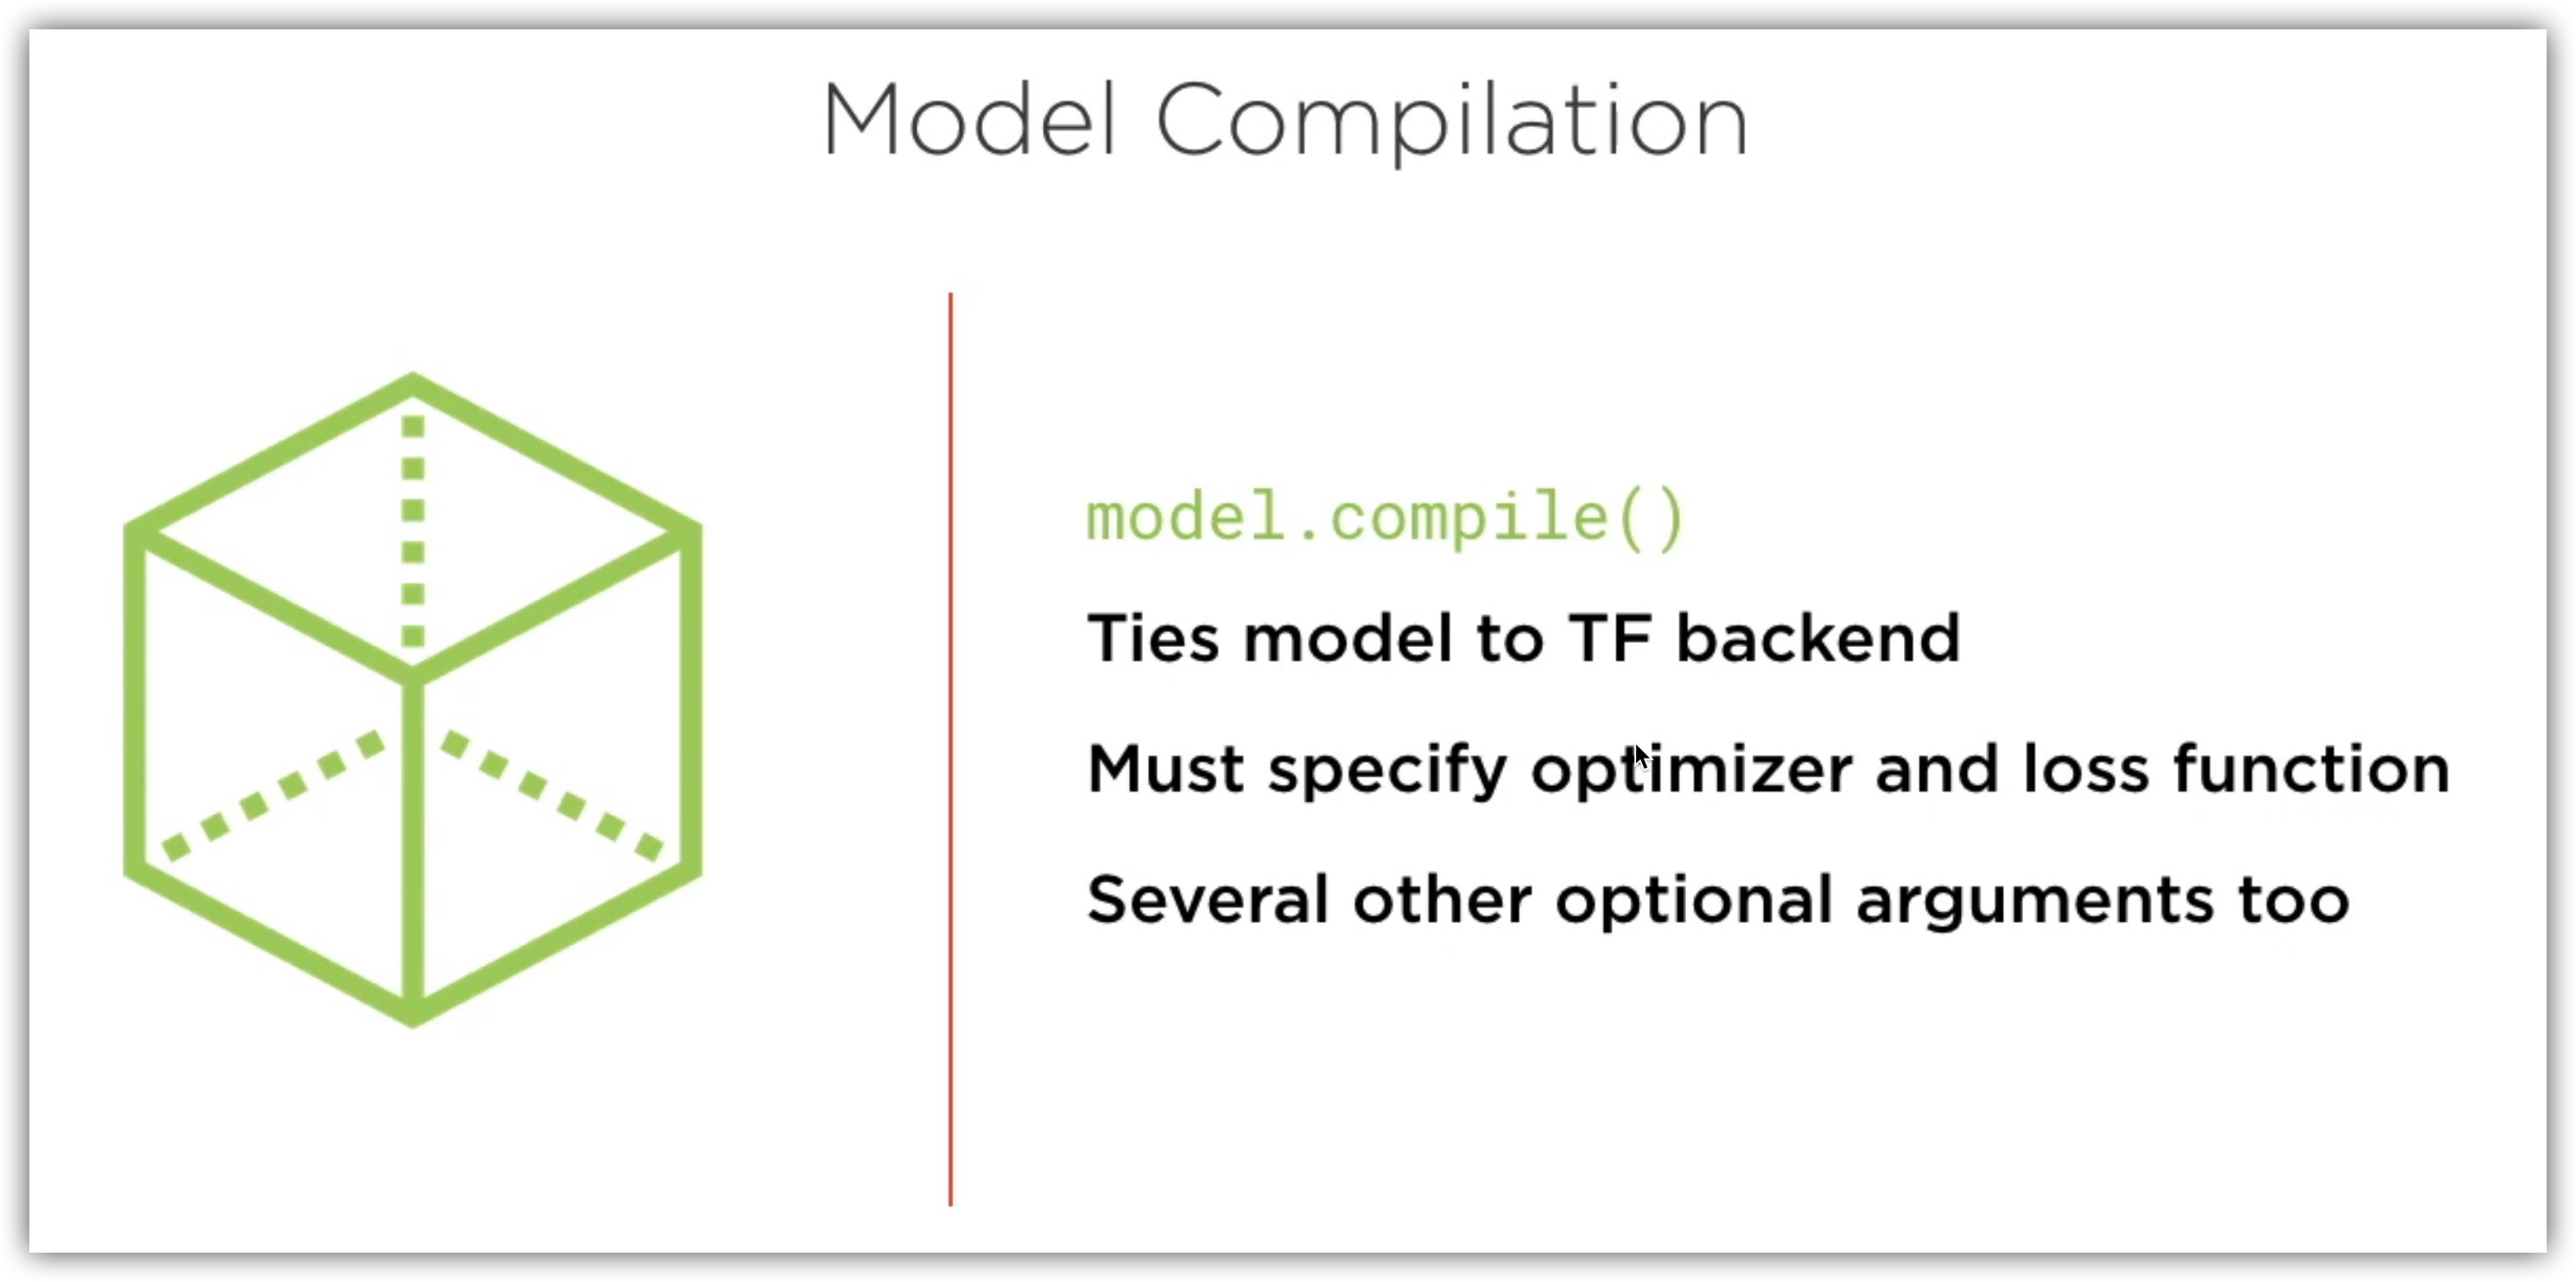 Model Compilation
model.compile()
Ties model to TF backend
Must specify optimizer and loss function
Several other optional arguments too